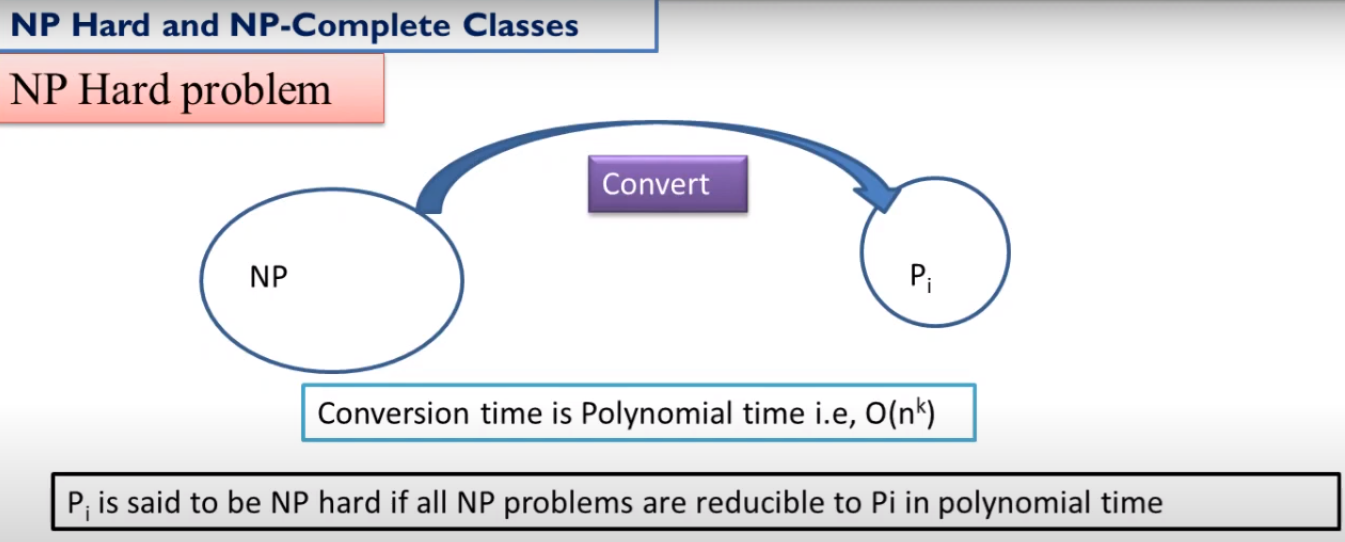 NP Hard and NP-Complete Classes
NP Hard problem
Convert
NP
Pᵢ
Conversion time is Polynomial time i.e, O(nᵏ)
Pᵢ is said to be NP hard if all NP problems are reducible to Pi in polynomial time